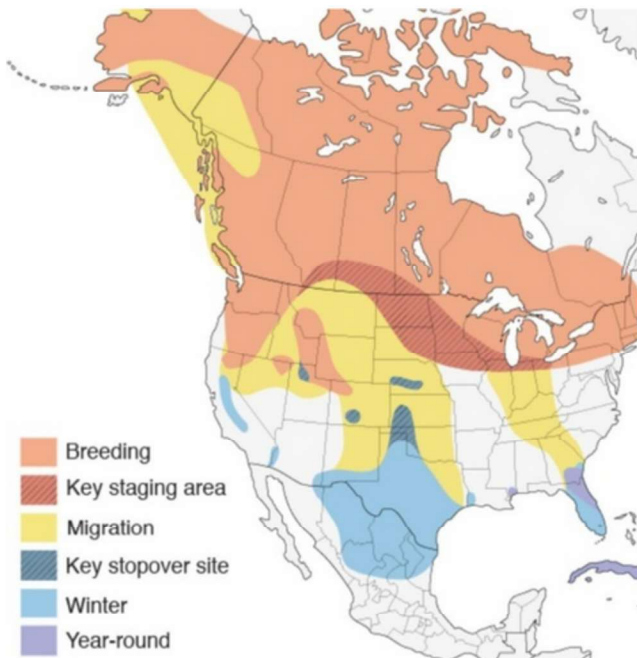 Breeding
Key staging area
Migration
Key stopover site
Winter
Year-round